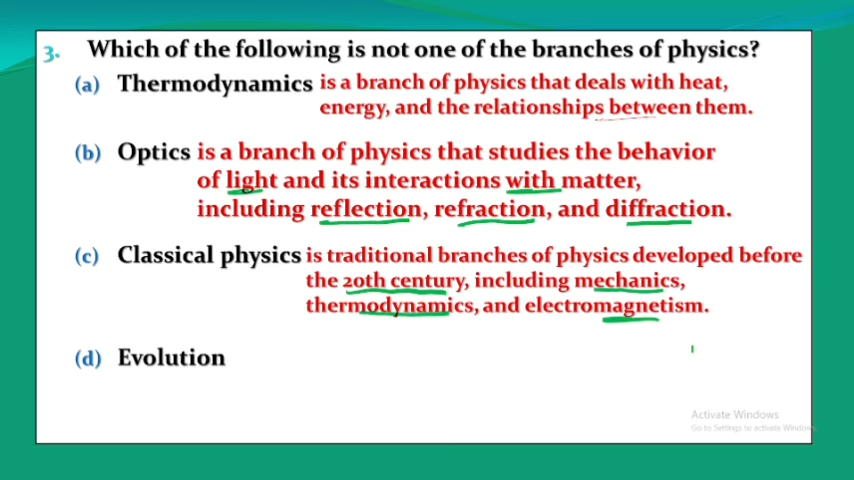 3. Which of the following is not one of the branches of physics?
(a) Thermodynamics is a branch of physics that deals with heat,
energy, and the relationships between them.
(b) Optics is a branch of physics that studies the behavior
of light and its interactions with matter,
including reflection, refraction, and diffraction.
(c) Classical physics is traditional branches of physics developed before
the 20th century, including mechanics,
thermodynamics, and electromagnetism.
(d) Evolution
Activate Windows
Go to Settings to activate Windows.